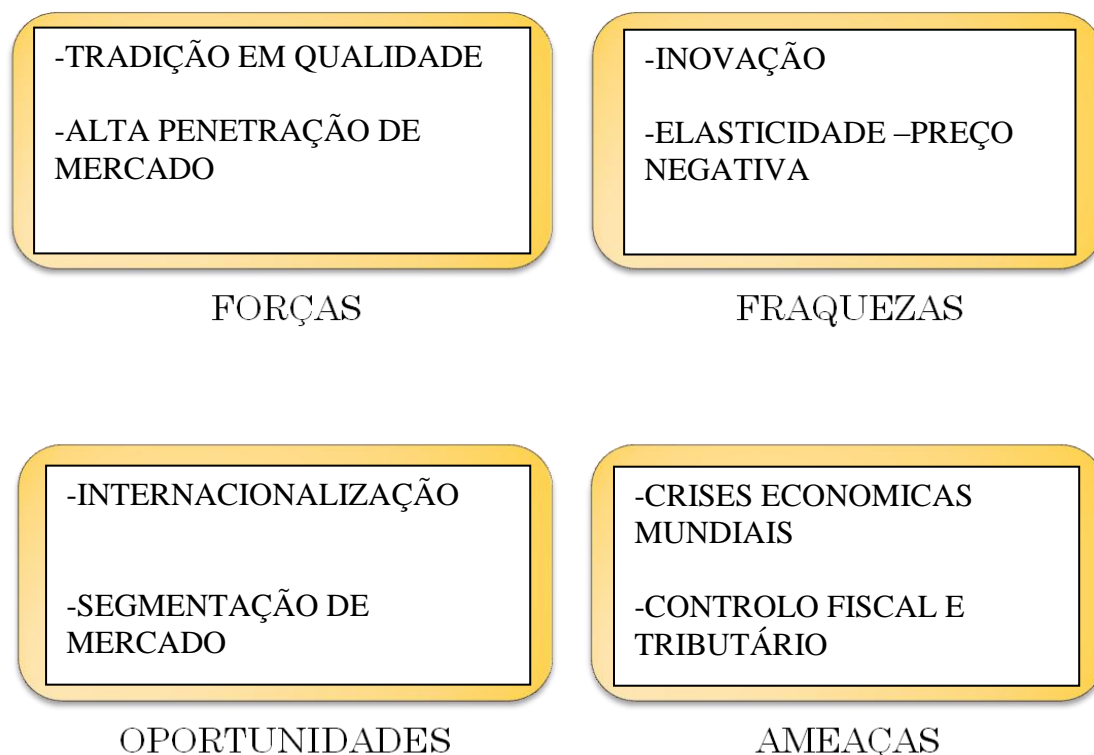 -TRADIÇÃO EM QUALIDADE
-ALTA PENETRAÇÃO DE
MERCADO
FORÇAS
-INOVAÇÃO
-ELASTICIDADE –PREÇO
NEGATIVA
FRAQUEZAS
-INTERNACIONALIZAÇÃO
-SEGMENTAÇÃO DE
MERCADO
OPORTUNIDADES
-CRISES ECONOMICAS
MUNDIAIS
-CONTROLO FISCAL E
TRIBUTÁRIO
AMEAÇAS